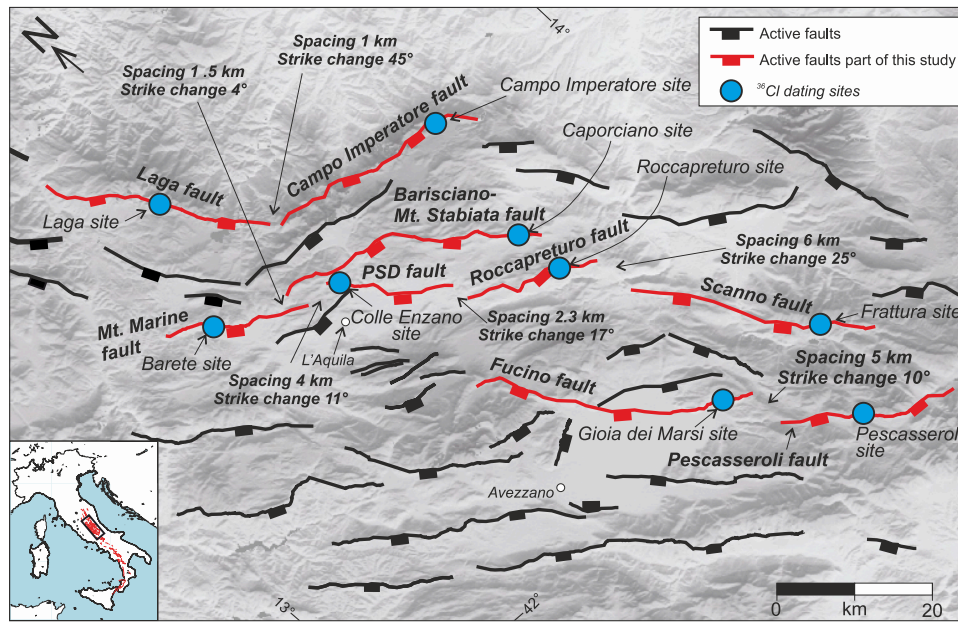 N
14°
Active faults
Active faults part of this study
³⁶Cl dating sites
Spacing 1 km
Strike change 45°
Spacing 1 .5 km
Strike change 4°
Campo Imperatore site
Campo Imperatore fault
Caporciano site
Roccapreturo site
Laga fault
Laga site
Barisciano-
Mt. Stabiata fault
Roccapreturo fault
Spacing 6 km
Strike change 25°
PSD fault
Scanno fault
Frattura site
Mt. Marine
fault
Colle Enzano
site
Spacing 2.3 km
Strike change 17°
Barete site
L'Aquila
Spacing 4 km
Strike change 11°
Fucino fault
Spacing 5 km
Strike change 10°
Gioia dei Marsi site
Pescasseroli
site
Pescasseroli fault
Avezzano
13°
42°
0
km
20